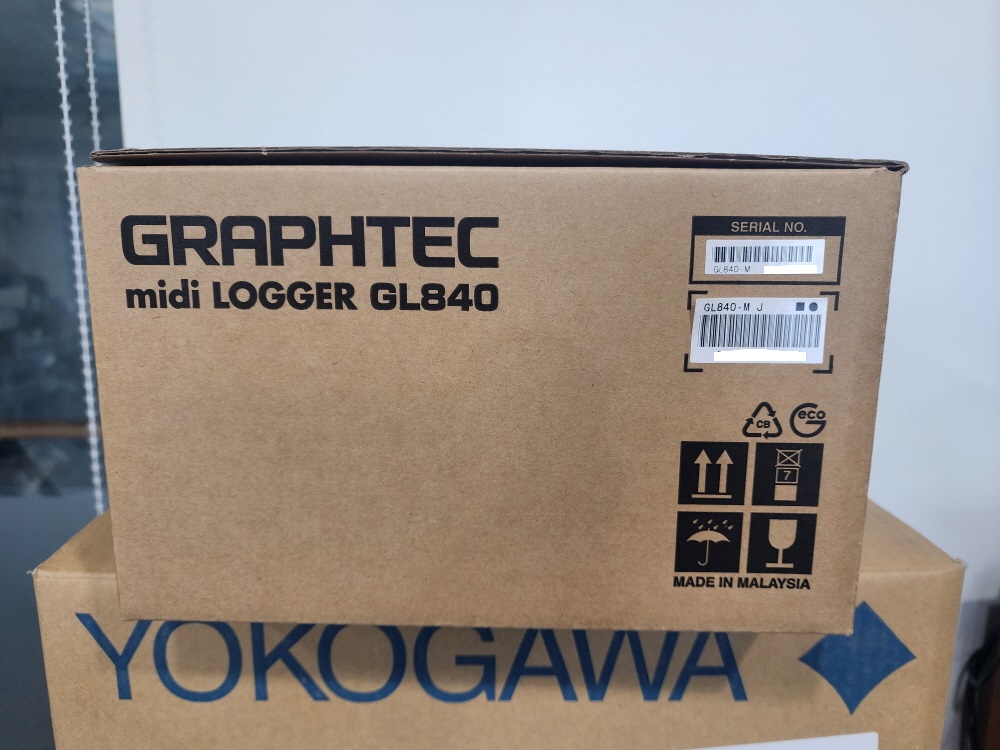 GRAPHTEC
midi LOGGER GL840
SERIAL NO.
GL840-M
GL840-M J
CB
eco
7
MADE IN MALAYSIA
YOKOGAWA